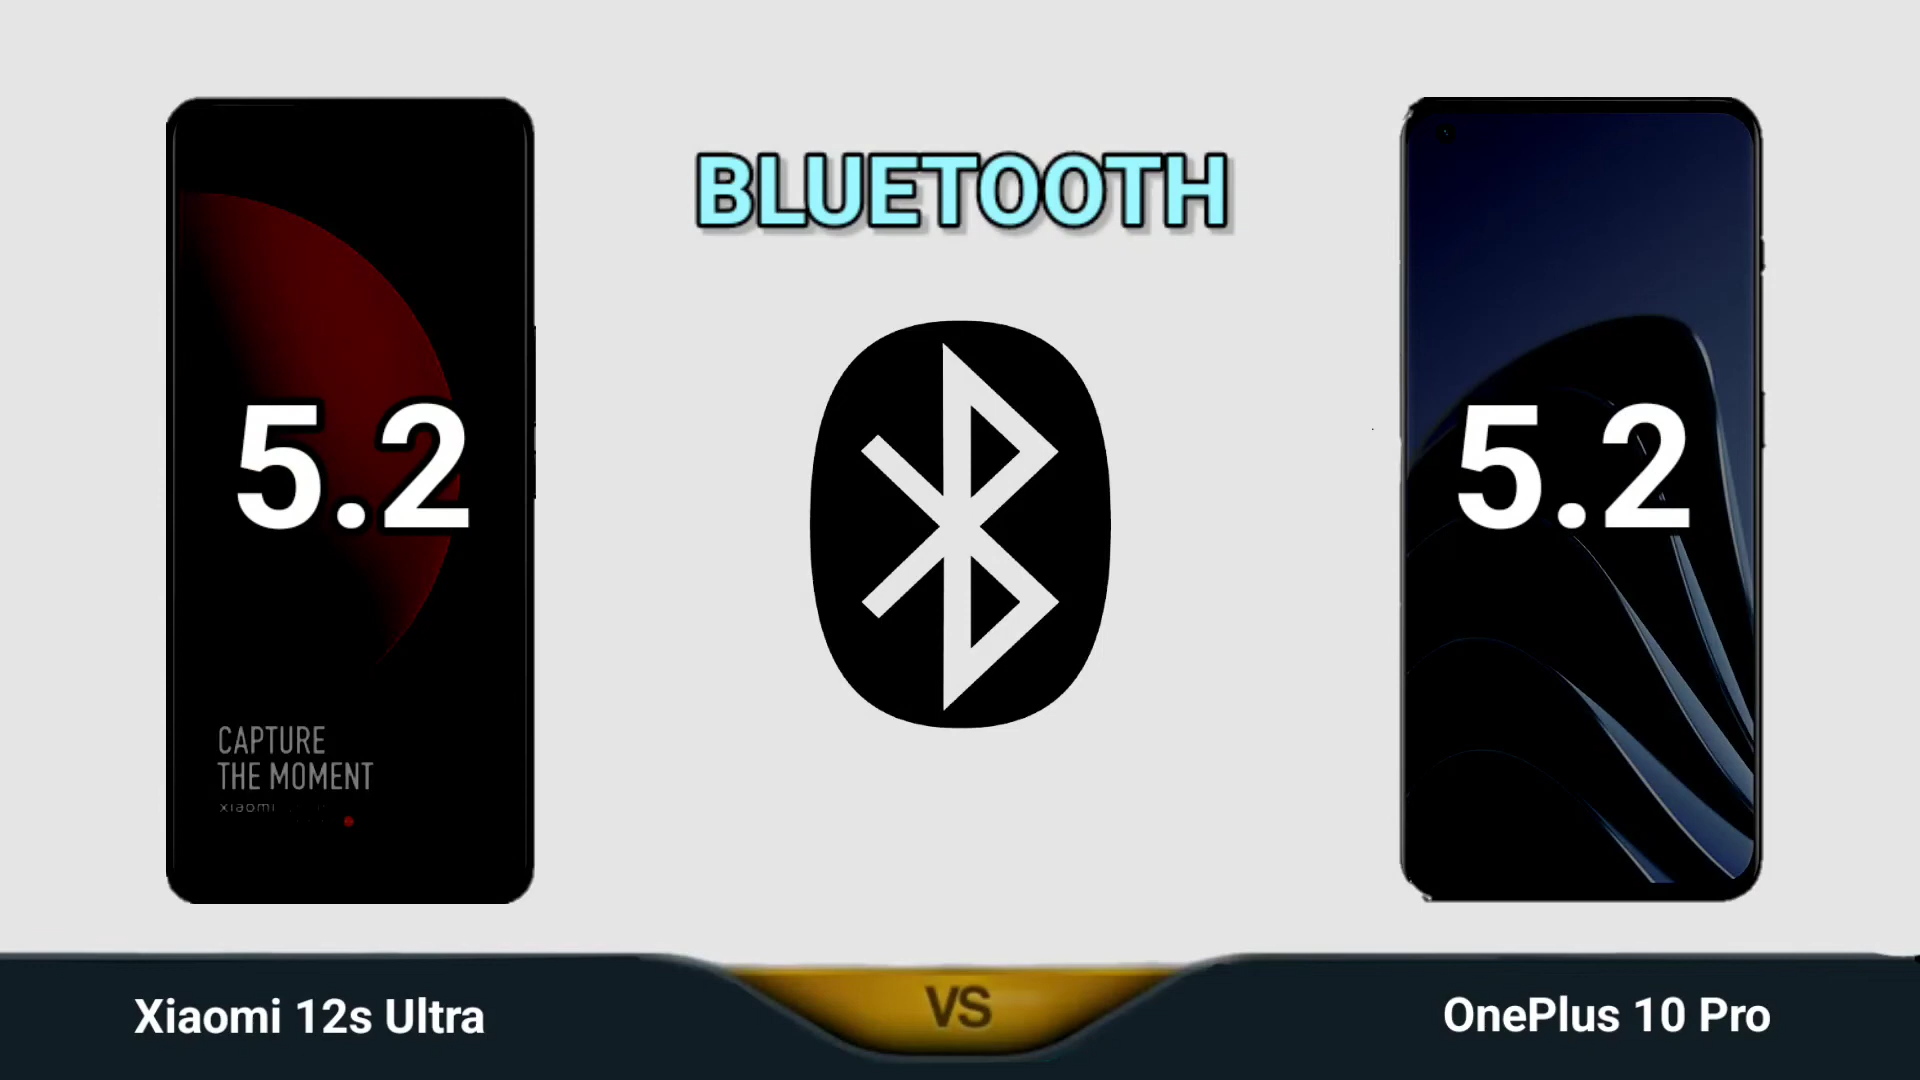 BLUETOOTH
5.2
5.2
CAPTURE
THE MOMENT
xiaomi
Xiaomi 12s Ultra
VS
OnePlus 10 Pro